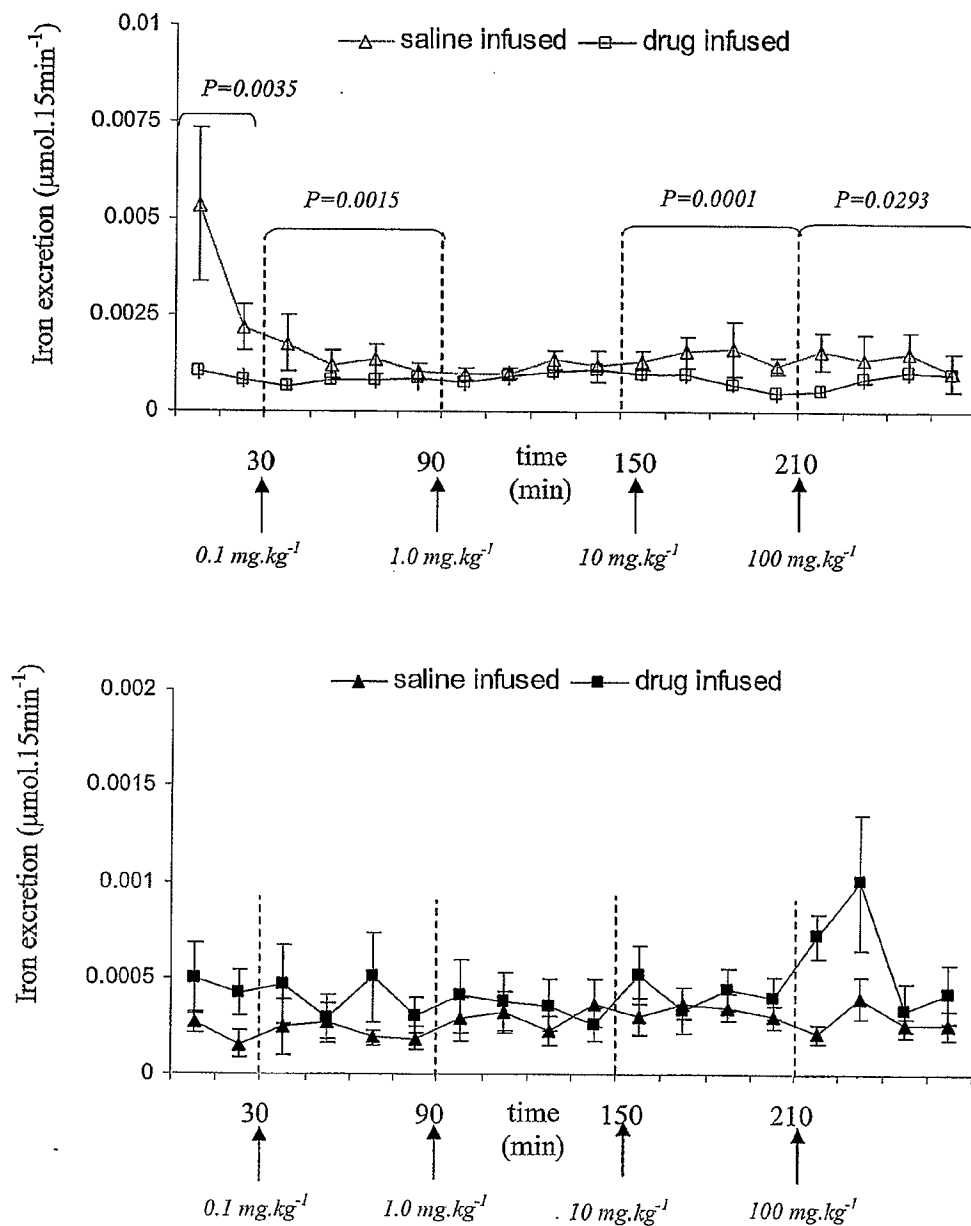 saline infused drug infused
Iron excretion (μmol.15min⁻¹)
0.01
0.0075
0.005
0.0025
0
P=0.0035
P=0.0015
P=0.0001
P=0.0293
30 90 time 150 210
(min)
0.1 mg.kg⁻¹ 1.0 mg.kg⁻¹ 10 mg.kg⁻¹ 100 mg.kg⁻¹
saline infused drug infused
Iron excretion (μmol.15min⁻¹)
0.002
0.0015
0.001
0.0005
0
30 90 time 150 210
(min)
0.1 mg.kg⁻¹ 1.0 mg.kg⁻¹ 10 mg.kg⁻¹ 100 mg.kg⁻¹